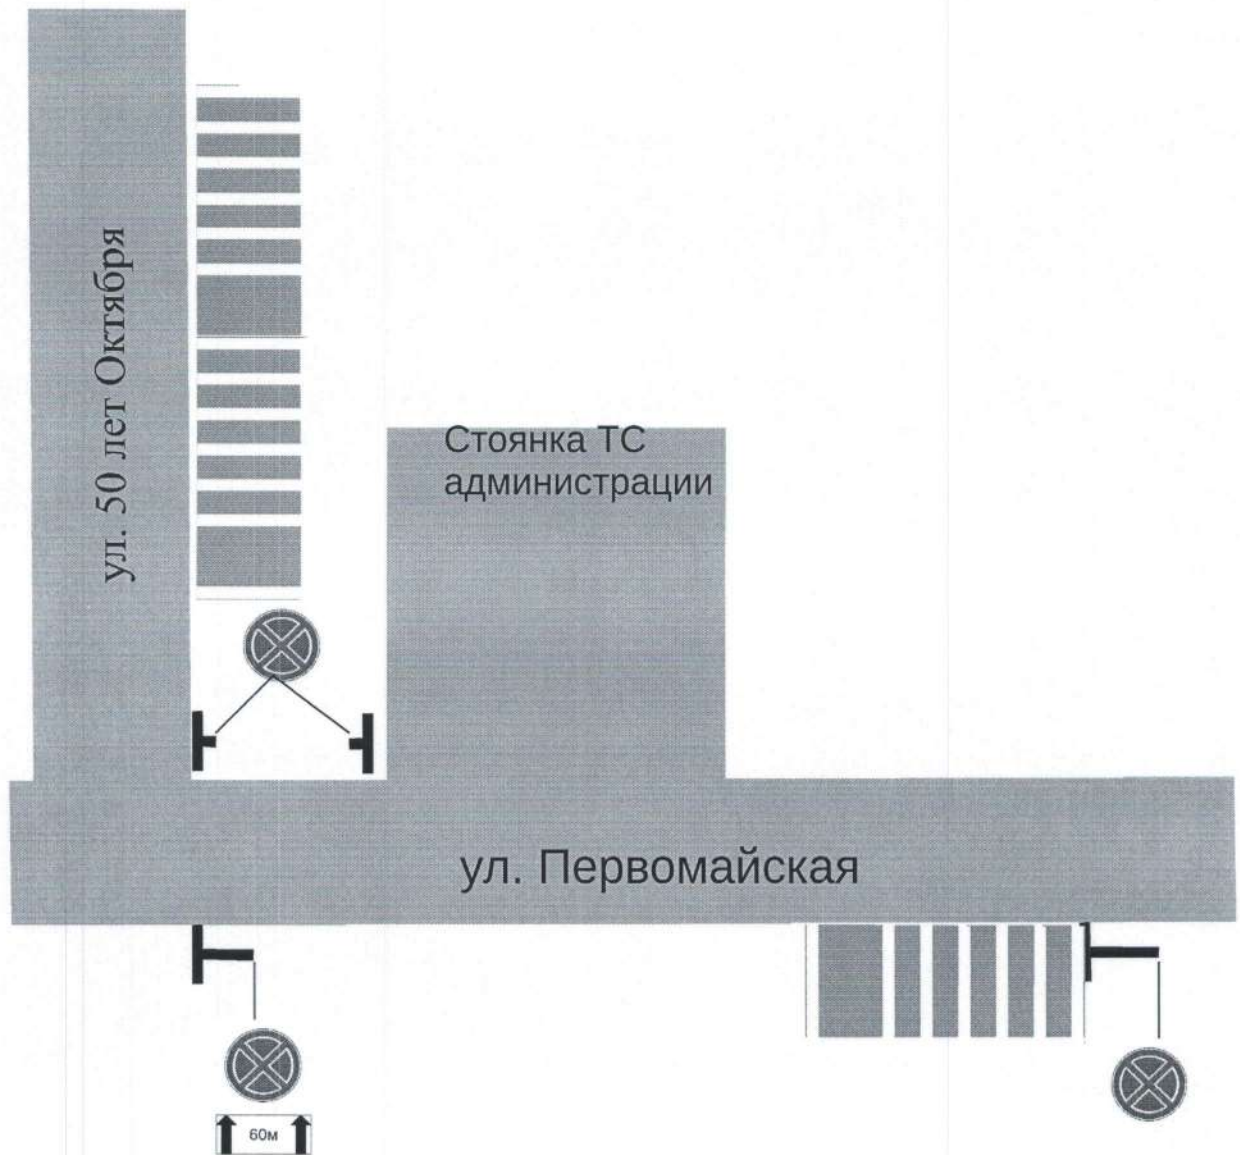 ул. 50 лет Октября
Стоянка ТС
администрации
ул. Первомайская
60м